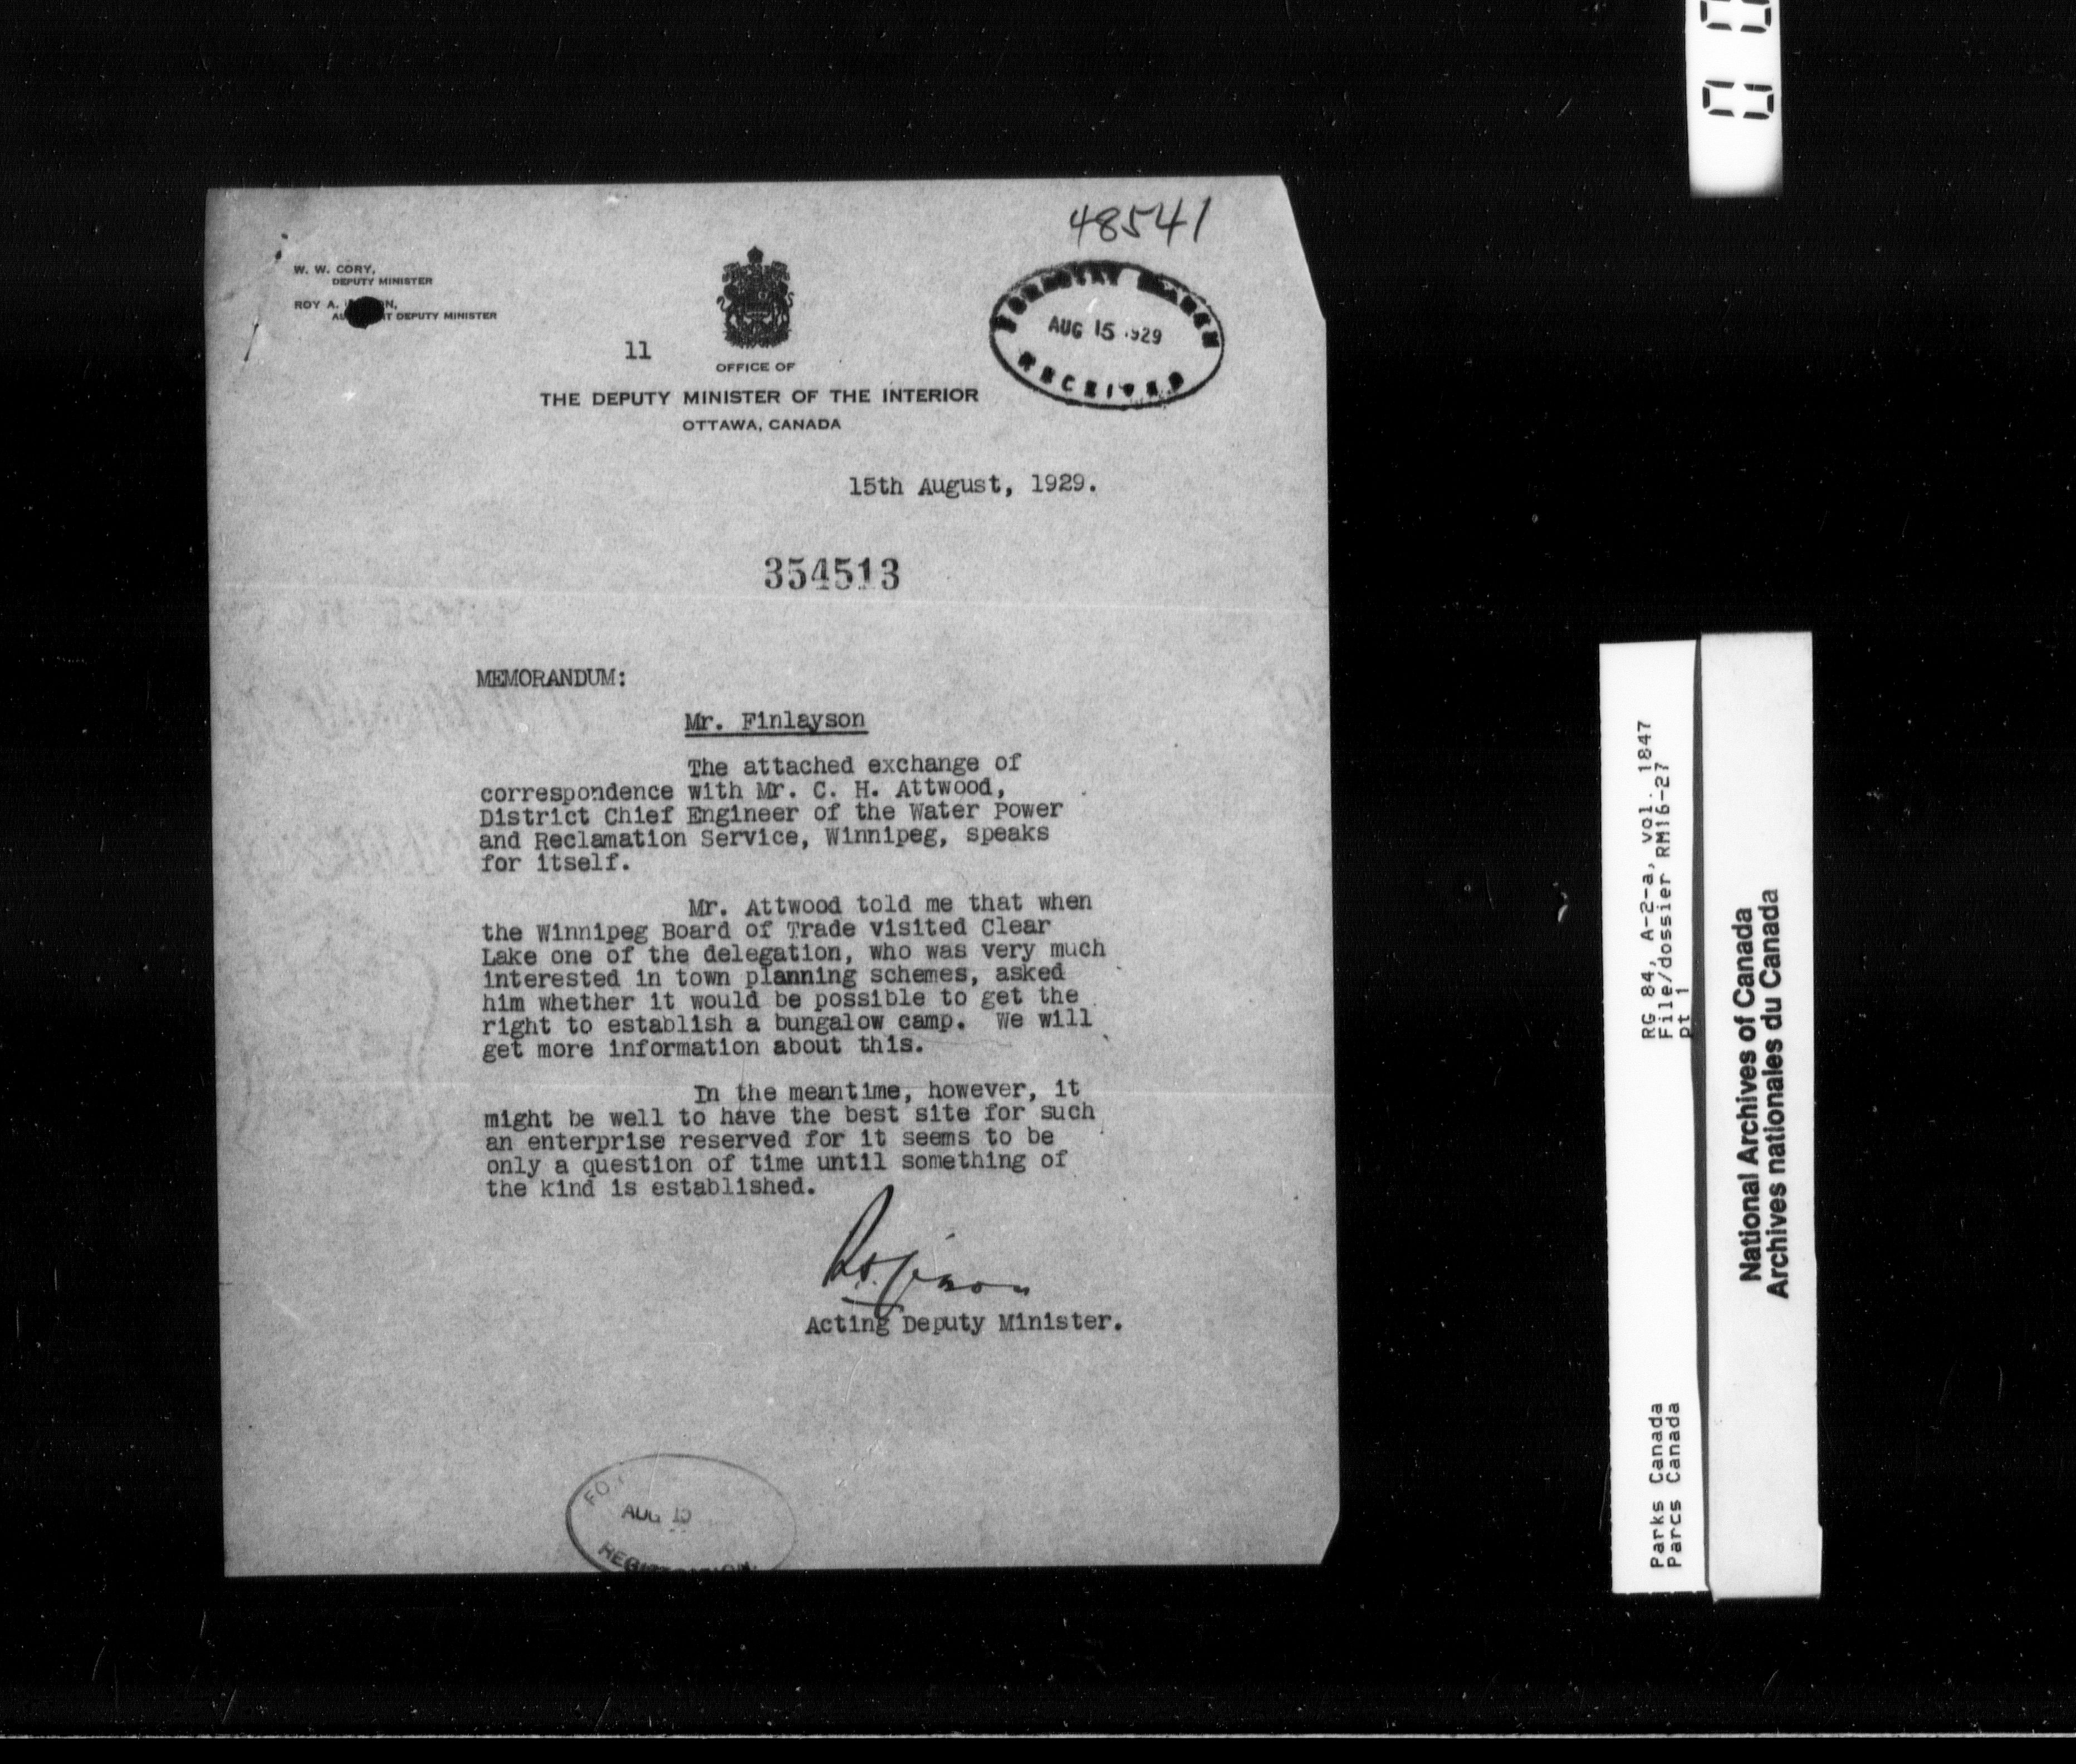 48541
W. W. CORY,
DEPUTY MINISTER
ROY A.
DEPUTY MINISTER
FORESTRY BRANCH
AUG 15 1929
RECEIVED
11
OFFICE OF
THE DEPUTY MINISTER OF THE INTERIOR
OTTAWA, CANADA
15th August, 1929.
354513
MEMORANDUM:
Mr. Finlayson
The attached exchange of
correspondence with Mr. C. H. Attwood,
District Chief Engineer of the Water Power
and Reclamation Service, Winnipeg, speaks
for itself.
Mr. Attwood told me that when
the Winnipeg Board of Trade visited Clear
Lake one of the delegation, who was very much
interested in town planning schemes, asked
him whether it would be possible to get the
right to establish a bungalow camp. We will
get more information about this.
In the meantime, however, it
might be well to have the best site for such
an enterprise reserved for it seems to be
only a question of time until something of
the kind is established.
Acting Deputy Minister.
AUG
RG 84, A-2-a, vol. 1847
File/dossier RM16-27
pt 1
Parks Canada
Parcs Canada
National Archives of Canada
Archives nationales du Canada